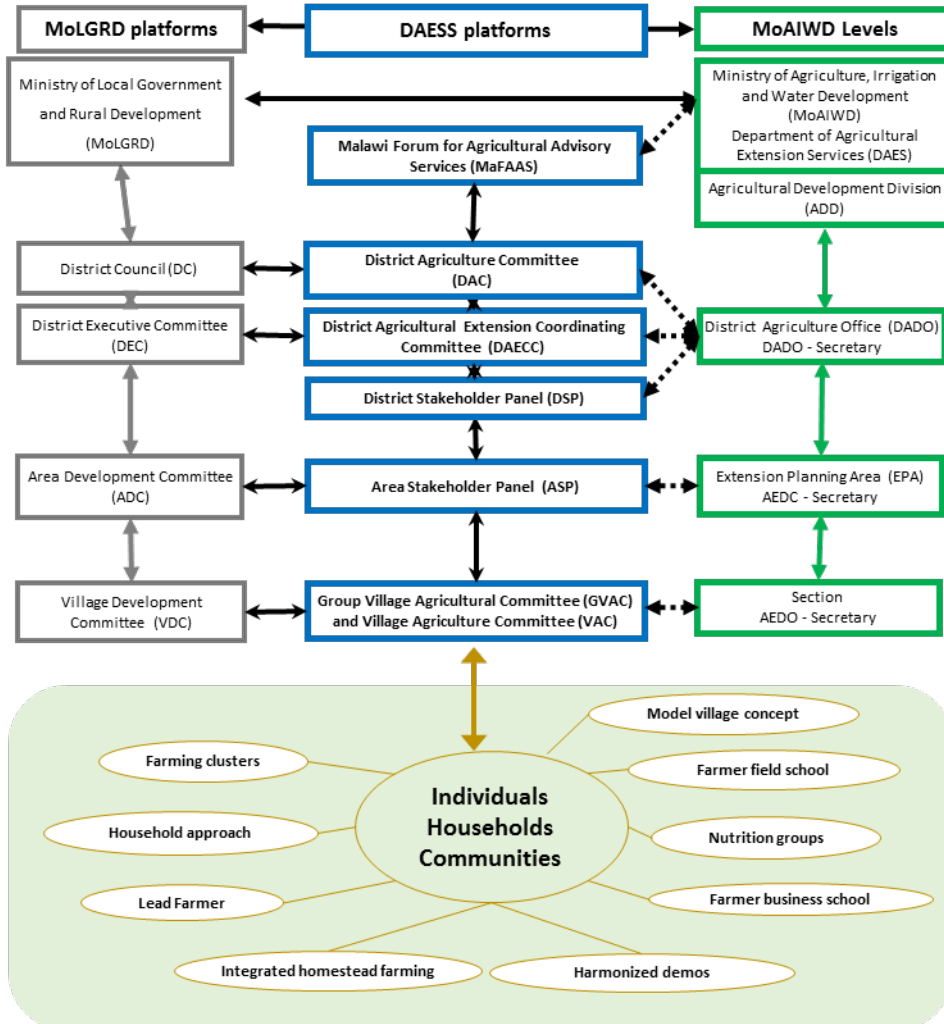 MoLGRD platforms
DAESS platforms
MoAIWD Levels
Ministry of Local Government
and Rural Development
(MoLGRD)
Ministry of Agriculture, Irrigation
and Water Development
(MoAIWD)
Department of Agricultural
Extension Services (DAES)
Malawi Forum for Agricultural Advisory
Services (MaFAAS)
Agricultural Development Division
(ADD)
District Council (DC)
District Agriculture Committee
(DAC)
District Executive Committee
(DEC)
District Agricultural Extension Coordinating
Committee (DAECC)
District Agriculture Office (DADO)
DADO - Secretary
District Stakeholder Panel (DSP)
Area Development Committee
(ADC)
Area Stakeholder Panel (ASP)
Extension Planning Area (EPA)
AEDC - Secretary
Village Development
Committee (VDC)
Group Village Agricultural Committee (GVAC)
and Village Agriculture Committee (VAC)
Section
AEDO - Secretary
Model village concept
Farming clusters
Farmer field school
Individuals
Households
Communities
Household approach
Nutrition groups
Lead Farmer
Farmer business school
Integrated homestead farming
Harmonized demos